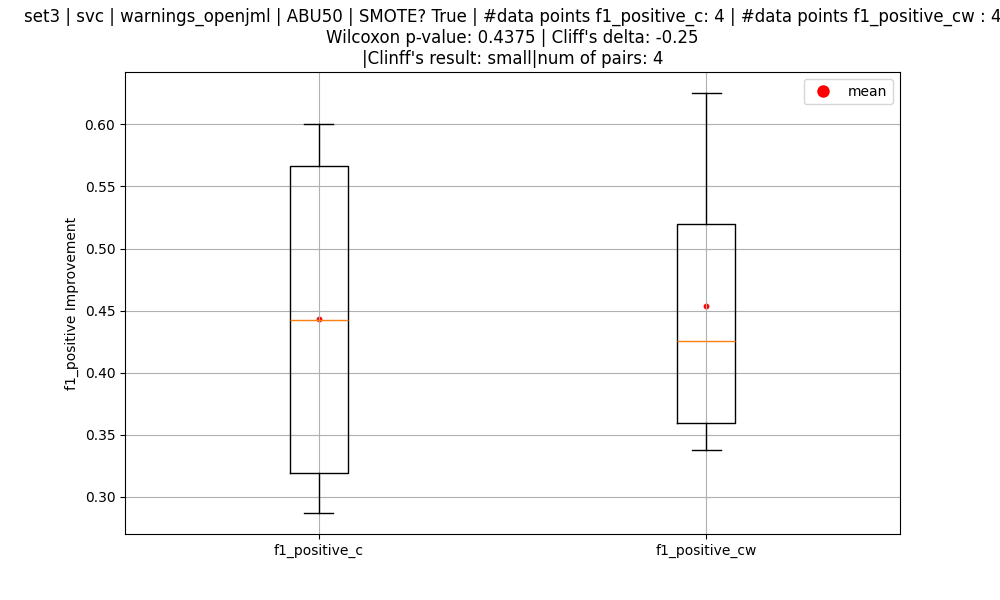 set3 | svc | warnings_openjml | ABU50 | SMOTE? True | #data points f1_positive_c: 4 | #data points f1_positive_cw : 4
Wilcoxon p-value: 0.4375 | Cliff's delta: -0.25
|Clinff's result: small|num of pairs: 4
mean
f1_positive Improvement
0.60
0.55
0.50
0.45
0.40
0.35
0.30
f1_positive_c
f1_positive_cw